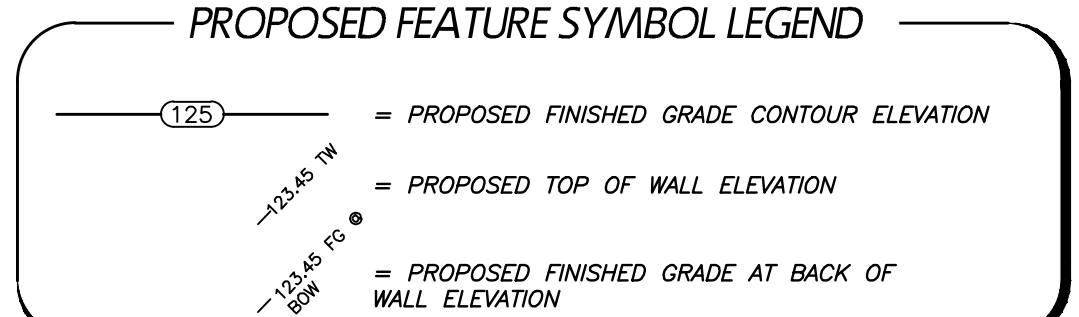 PROPOSED FEATURE SYMBOL LEGEND
125
= PROPOSED FINISHED GRADE CONTOUR ELEVATION
123.45 TW
= PROPOSED TOP OF WALL ELEVATION
123.45 FG @
BOW
= PROPOSED FINISHED GRADE AT BACK OF
WALL ELEVATION